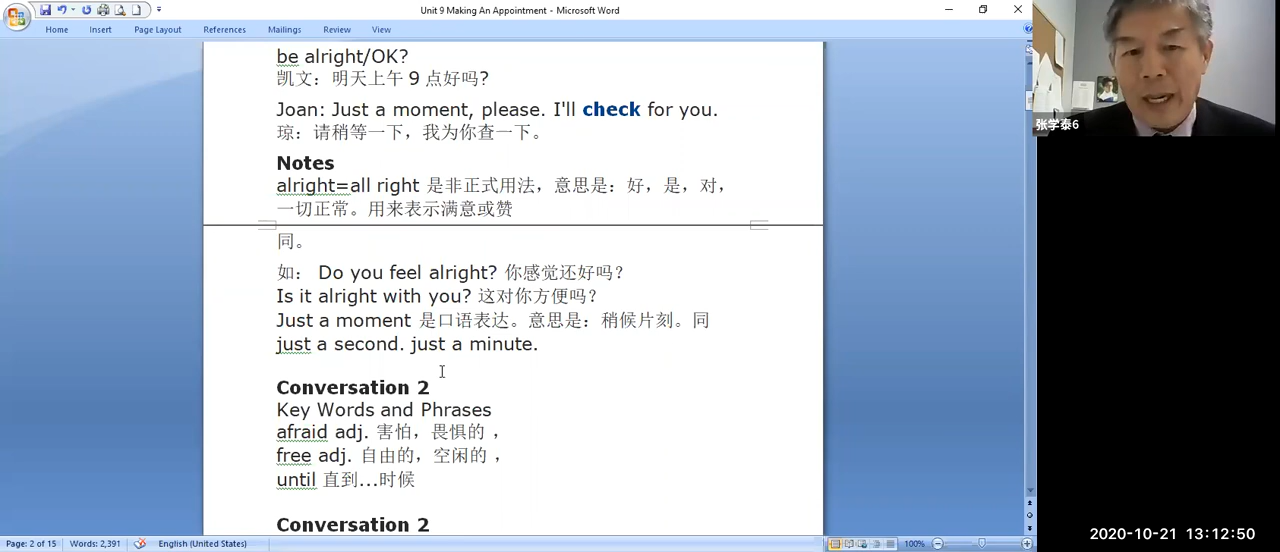 Unit 9 Making An Appointment - Microsoft Word
Home Insert Page Layout References Mailings Review View
be alright/OK?
凯文：明天上午 9 点好吗?
Joan: Just a moment, please. I'll check for you.
琼：请稍等一下，我为你查一下。
Notes
alright=all right 是非正式用法，意思是：好，是，对，
一切正常。用来表示满意或赞
同。
如： Do you feel alright? 你感觉还好吗?
Is it alright with you? 这对你方便吗?
Just a moment 是口语表达。意思是：稍候片刻。同
just a second. just a minute.
Conversation 2
Key Words and Phrases
afraid adj. 害怕，畏惧的，
free adj. 自由的，空闲的，
until 直到...时候
Conversation 2
Page: 2 of 15 Words: 2,391 English (United States) 100%
张学泰6
2020-10-21 13:12:50